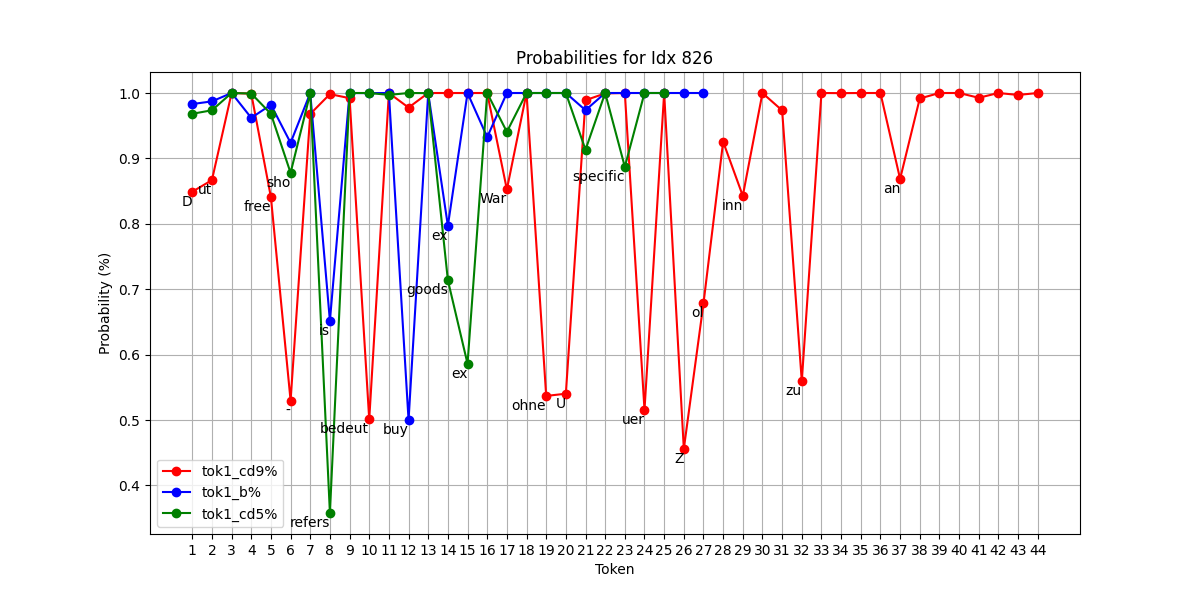 Probabilities for Idx 826
Probability (%)
1.0
0.9
0.8
0.7
0.6
0.5
0.4
D
ut
free
sho
-
is
refers
bedeut
buy
ex
goods
ex
War
ohne
U
specific
uer
Z
ol
inn
zu
an
tok1_cd9%
tok1_b%
tok1_cd5%
1 2 3 4 5 6 7 8 9 10 11 12 13 14 15 16 17 18 19 20 21 22 23 24 25 26 27 28 29 30 31 32 33 34 35 36 37 38 39 40 41 42 43 44
Token